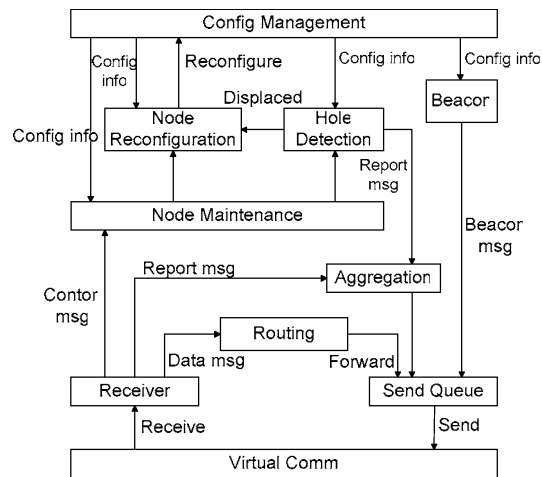 Config Management
Config
info
Reconfigure
Config info
Config info
Displaced
Beacor
Node
Reconfiguration
Hole
Detection
Config info
Report
msg
Node Maintenance
Beacor
msg
Report msg
Aggregation
Contor
msg
Routing
Data msg
Forward
Receiver
Send Queue
Receive
Send
Virtual Comm